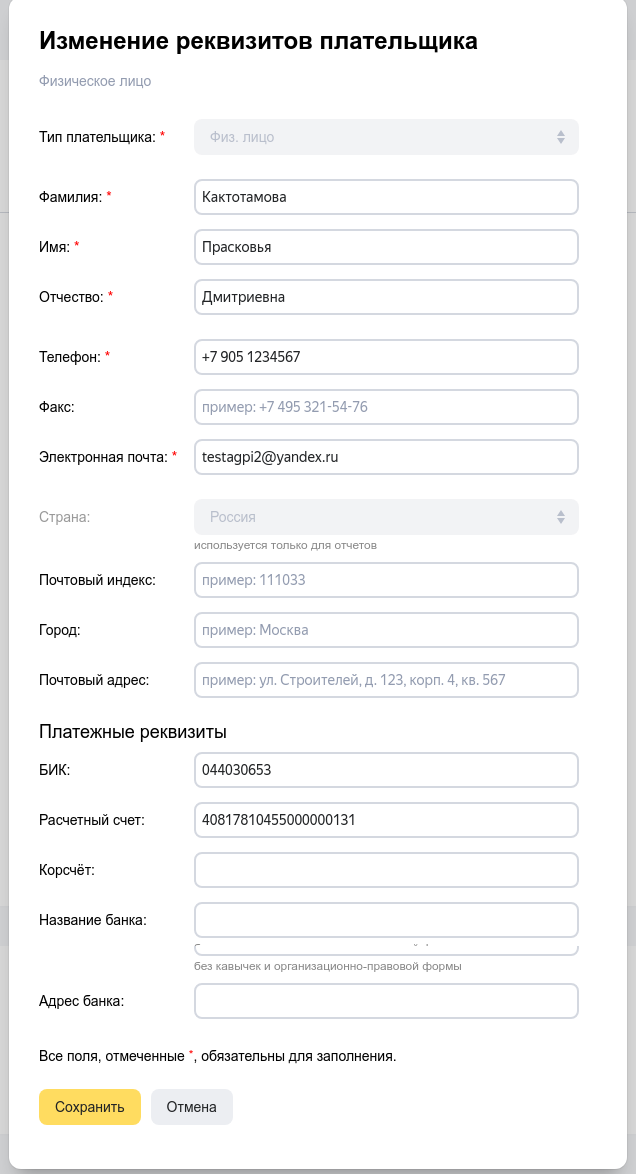 Изменение реквизитов плательщика
Физическое лицо
Тип плательщика: * Физ. лицо
Фамилия: * Кактотамова
Имя: * Прасковья
Отчество: * Дмитриевна
Телефон: * +7 905 1234567
Факс: пример: +7 495 321-54-76
Электронная почта: * testagpi2@yandex.ru
Страна: Россия
используется только для отчетов
Почтовый индекс: пример: 111033
Город: пример: Москва
Почтовый адрес: пример: ул. Строителей, д. 123, корп. 4, кв. 567
Платежные реквизиты
БИК: 044030653
Расчетный счет: 40817810455000000131
Корсчёт:
Название банка:
без кавычек и организационно-правовой формы
Адрес банка:
Все поля, отмеченные *, обязательны для заполнения.
Сохранить Отмена